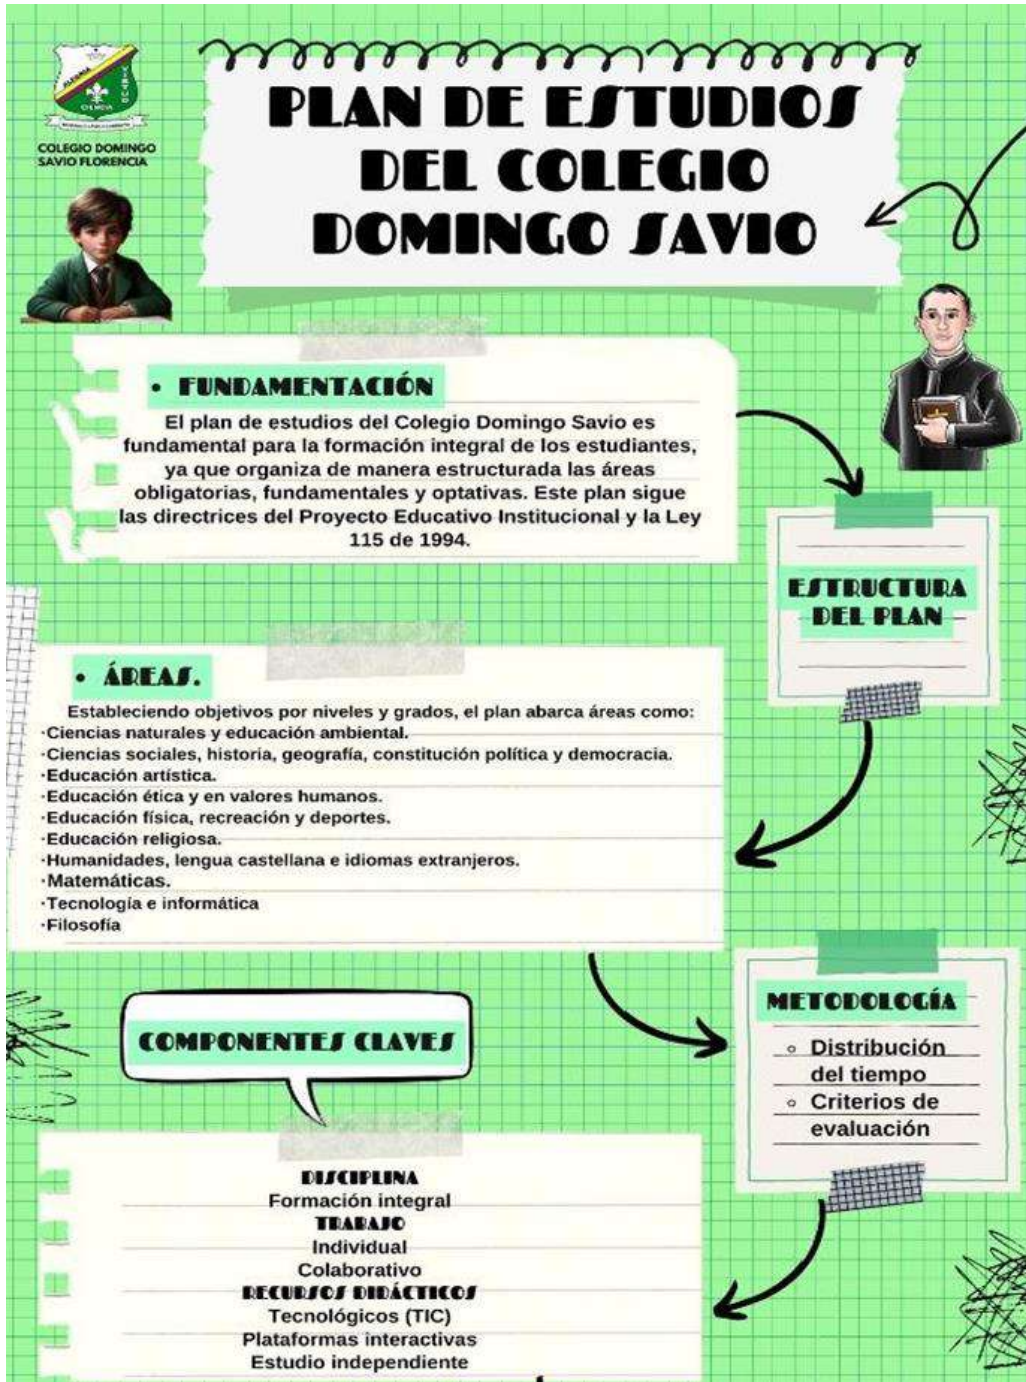 ALEGRÍA
VIRTUD
CIENCIA
COLEGIO DOMINGO
SAVIO FLORENCIA
PLAN DE ESTUDIOS
DEL COLEGIO
DOMINGO SAVIO
• FUNDAMENTACIÓN
El plan de estudios del Colegio Domingo Savio es
fundamental para la formación integral de los estudiantes,
ya que organiza de manera estructurada las áreas
obligatorias, fundamentales y optativas. Este plan sigue
las directrices del Proyecto Educativo Institucional y la Ley
115 de 1994.
ESTRUCTURA
DEL PLAN
• ÁREAS.
Estableciendo objetivos por niveles y grados, el plan abarca áreas como:
·Ciencias naturales y educación ambiental.
·Ciencias sociales, historia, geografía, constitución política y democracia.
·Educación artística.
·Educación ética y en valores humanos.
·Educación física, recreación y deportes.
·Educación religiosa.
·Humanidades, lengua castellana e idiomas extranjeros.
·Matemáticas.
·Tecnología e informática
·Filosofía
METODOLOGÍA
◦ Distribución
del tiempo
◦ Criterios de
evaluación
COMPONENTES CLAVES
DISCIPLINA
Formación integral
TRABAJO
Individual
Colaborativo
RECURSOS DIDÁCTICOS
Tecnológicos (TIC)
Plataformas interactivas
Estudio independiente